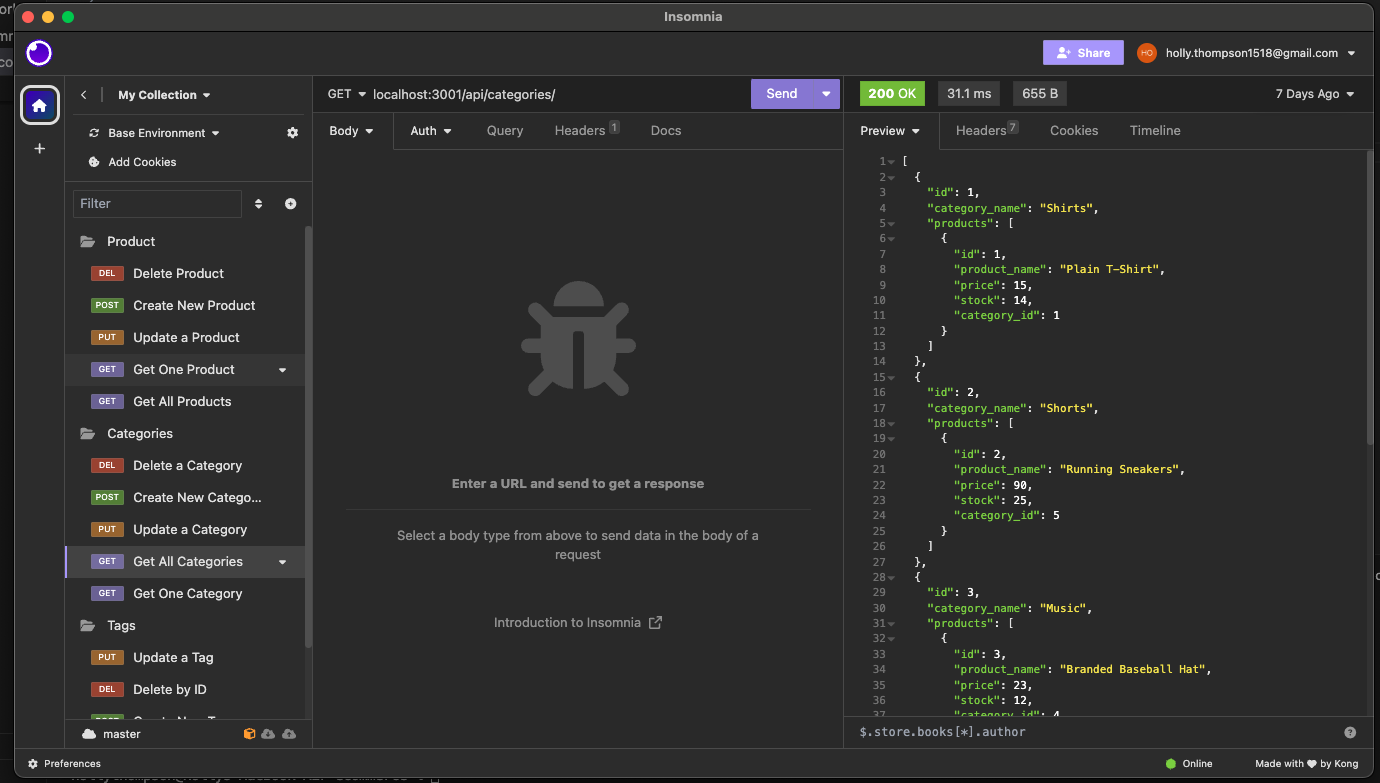 Insomnia
Share
HO
holly.thompson1518@gmail.com
My Collection
Base Environment
Add Cookies
Filter
Product
DEL Delete Product
POST Create New Product
PUT Update a Product
GET Get One Product
GET Get All Products
Categories
DEL Delete a Category
POST Create New Catego...
PUT Update a Category
GET Get All Categories
GET Get One Category
Tags
PUT Update a Tag
DEL Delete by ID
master
GET localhost:3001/api/categories/
Send
Body Auth Query Headers 1 Docs
Enter a URL and send to get a response
Select a body type from above to send data in the body of a
request
Introduction to Insomnia
200 OK 31.1 ms 655 B 7 Days Ago
Preview Headers 7 Cookies Timeline
1 [
2 {
3 "id": 1,
4 "category_name": "Shirts",
5 "products": [
6 {
7 "id": 1,
8 "product_name": "Plain T-Shirt",
9 "price": 15,
10 "stock": 14,
11 "category_id": 1
12 }
13 ]
14 },
15 {
16 "id": 2,
17 "category_name": "Shorts",
18 "products": [
19 {
20 "id": 2,
21 "product_name": "Running Sneakers",
22 "price": 90,
23 "stock": 25,
24 "category_id": 5
25 }
26 ]
27 },
28 {
29 "id": 3,
30 "category_name": "Music",
31 "products": [
32 {
33 "id": 3,
34 "product_name": "Branded Baseball Hat",
35 "price": 23,
36 "stock": 12,
37 "category_id": 4
$.store.books[*].author
Preferences
Online
Made with ♥ by Kong